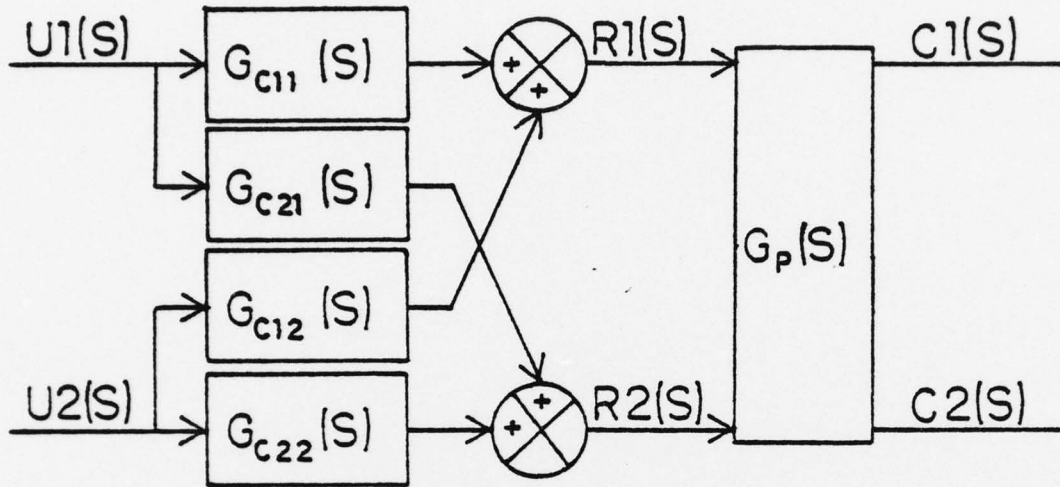 U1(S)
GC11 (S)
+
+
R1(S)
C1(S)
GC21 (S)
GP(S)
GC12 (S)
U2(S)
GC22 (S)
+
+
R2(S)
C2(S)